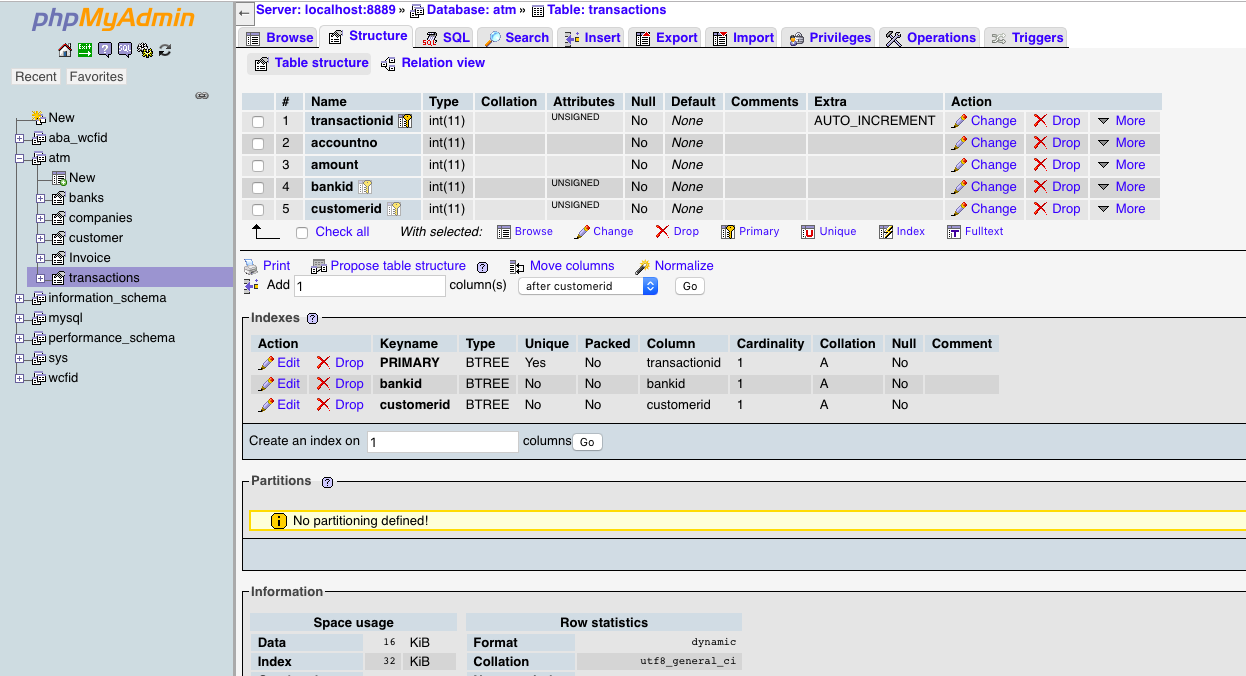 phpMyAdmin
Recent Favorites
New
aba_wcfid
atm
New
banks
companies
customer
Invoice
transactions
information_schema
mysql
performance_schema
sys
wcfid
Server: localhost:8889 » Database: atm » Table: transactions
Browse Structure SQL Search Insert Export Import Privileges Operations Triggers
Table structure Relation view
# Name Type Collation Attributes Null Default Comments Extra Action
1 transactionid int(11) UNSIGNED No None AUTO_INCREMENT Change Drop More
2 accountno int(11) No None Change Drop More
3 amount int(11) No None Change Drop More
4 bankid int(11) UNSIGNED No None Change Drop More
5 customerid int(11) UNSIGNED No None Change Drop More
Check all With selected: Browse Change Drop Primary Unique Index Fulltext
Print Propose table structure Move columns Normalize
Add 1 column(s) after customerid Go
Indexes
Action Keyname Type Unique Packed Column Cardinality Collation Null Comment
Edit Drop PRIMARY BTREE Yes No transactionid 1 A No
Edit Drop bankid BTREE No No bankid 1 A No
Edit Drop customerid BTREE No No customerid 1 A No
Create an index on 1 columns Go
Partitions
No partitioning defined!
Information
Space usage Row statistics
Data 16 KiB Format dynamic
Index 32 KiB Collation utf8_general_ci